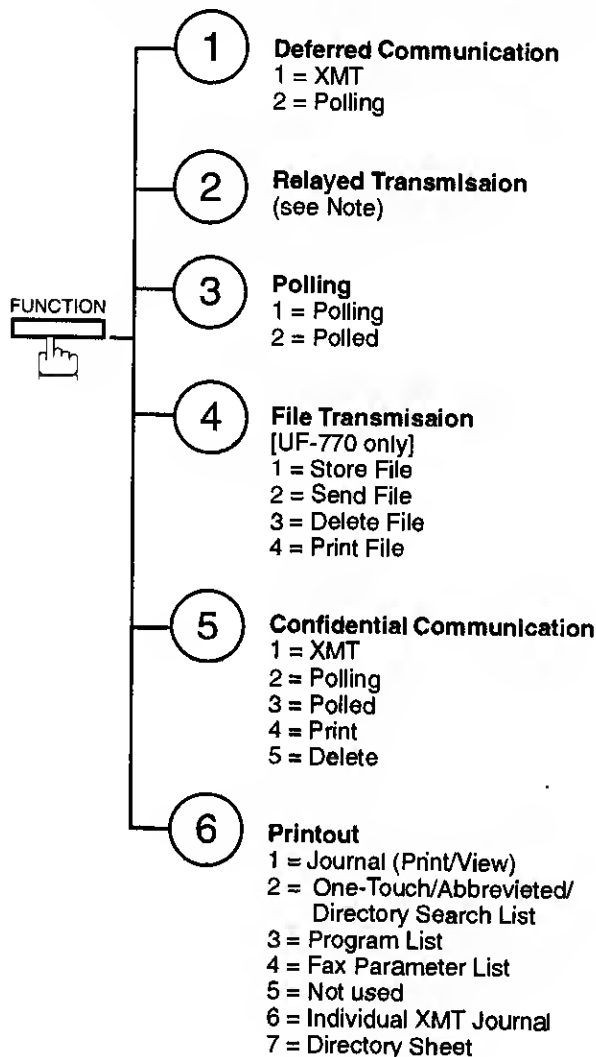 1
Deferred Communication
1 = XMT
2 = Polling
2
Relayed Transmisaion
(see Note)
3
Polling
1 = Polling
2 = Polled
FUNCTION
4
File Transmisaion
[UF-770 only]
1 = Store File
2 = Send File
3 = Delete File
4 = Print File
5
Confidential Communication
1 = XMT
2 = Polling
3 = Polled
4 = Print
5 = Delete
6
Printout
1 = Journal (Print/View)
2 = One-Touch/Abbrevieted/
Directory Search List
3 = Program List
4 = Fax Parameter List
5 = Not used
6 = Individual XMT Journal
7 = Directory Sheet